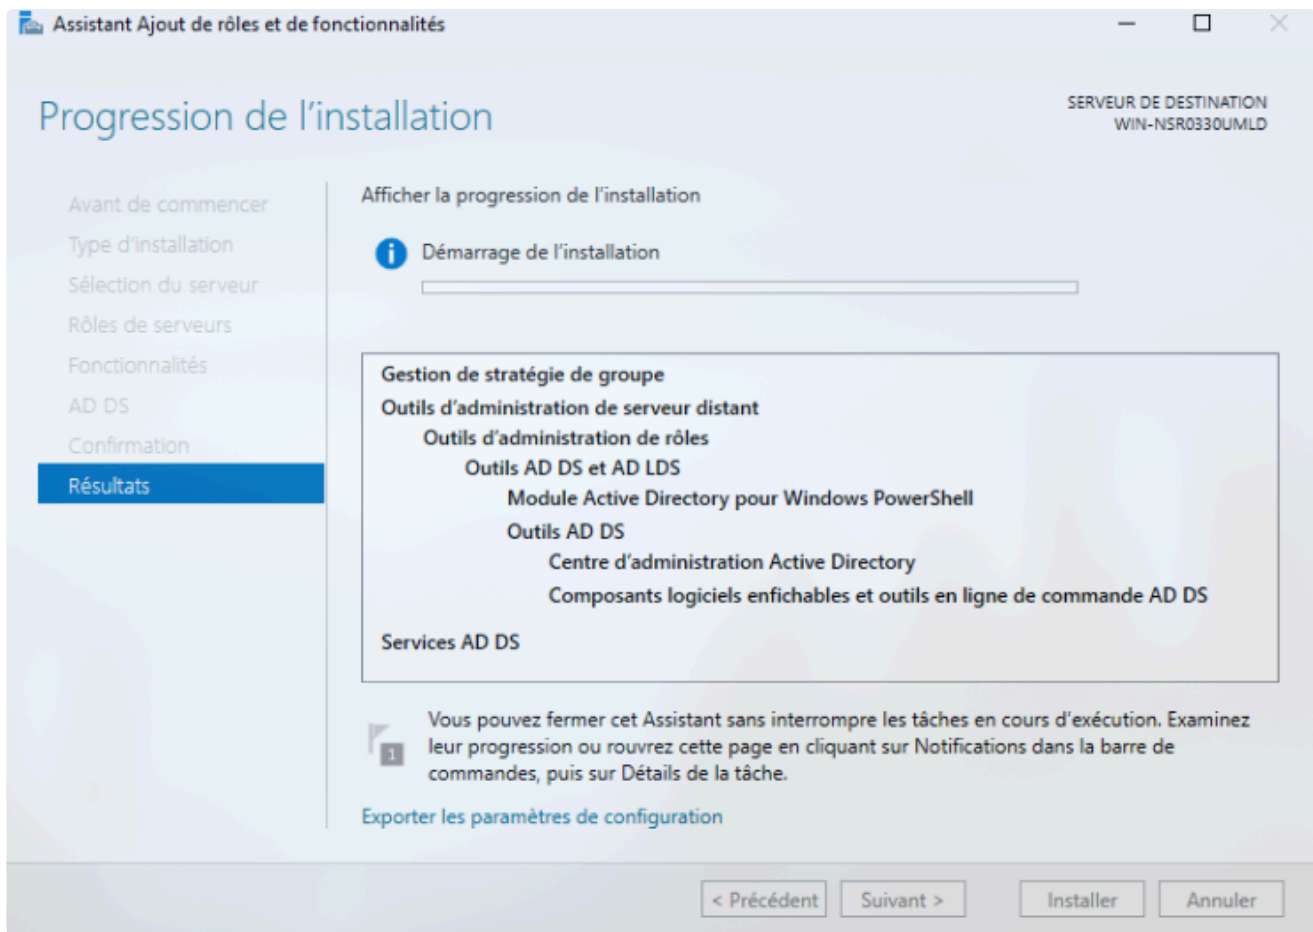 Assistant Ajout de rôles et de fonctionnalités
Progression de l'installation
SERVEUR DE DESTINATION
WIN-NSR0330UMLD
Avant de commencer
Type d'installation
Sélection du serveur
Rôles de serveurs
Fonctionnalités
AD DS
Confirmation
Résultats
Afficher la progression de l'installation
Démarrage de l'installation
Gestion de stratégie de groupe
Outils d'administration de serveur distant
Outils d'administration de rôles
Outils AD DS et AD LDS
Module Active Directory pour Windows PowerShell
Outils AD DS
Centre d'administration Active Directory
Composants logiciels enfichables et outils en ligne de commande AD DS
Services AD DS
1
Vous pouvez fermer cet Assistant sans interrompre les tâches en cours d'exécution. Examinez
leur progression ou rouvrez cette page en cliquant sur Notifications dans la barre de
commandes, puis sur Détails de la tâche.
Exporter les paramètres de configuration
< Précédent
Suivant >
Installer
Annuler